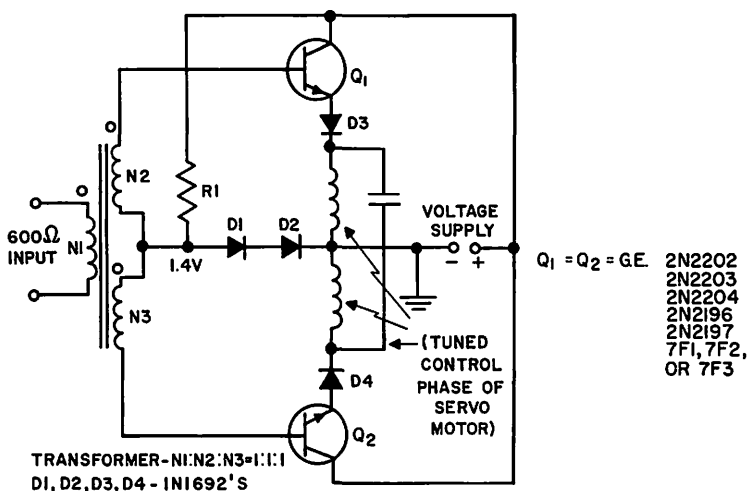 Q1
D3
N2
R1
600Ω
INPUT
N1
D1
D2
VOLTAGE
SUPPLY
- +
1.4V
N3
(TUNED
CONTROL
PHASE OF
SERVO
MOTOR)
D4
Q2
Q1 = Q2 = G.E. 2N2202
2N2203
2N2204
2N2196
2N2197
7F1, 7F2,
OR 7F3
TRANSFORMER-N1:N2:N3=1:1:1
D1, D2, D3, D4 - 1N1692'S